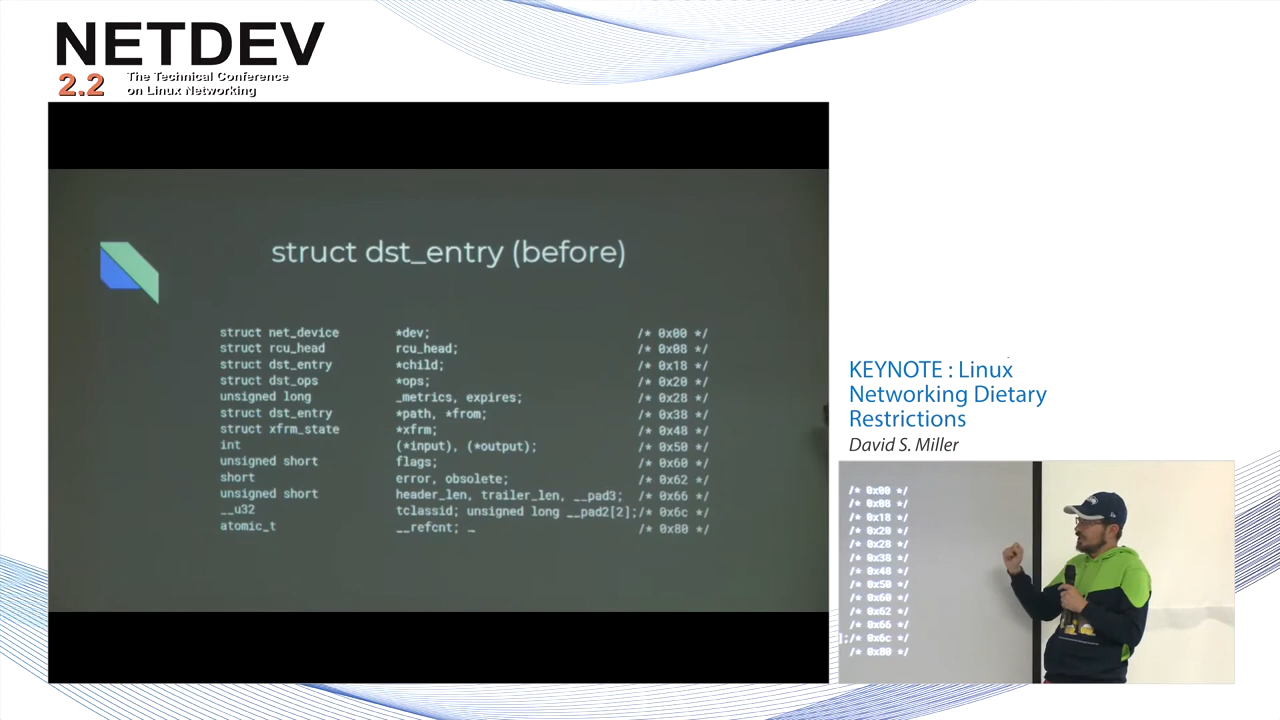 NETDEV
2.2 The Technical Conference
on Linux Networking
struct dst_entry (before)
struct net_device *dev; /* 0x00 */
struct rcu_head rcu_head; /* 0x08 */
struct dst_entry *child; /* 0x18 */
struct dst_ops *ops; /* 0x20 */
unsigned long _metrics, expires; /* 0x28 */
struct dst_entry *path, *from; /* 0x38 */
struct xfrm_state *xfrm; /* 0x48 */
int (*input), (*output); /* 0x50 */
unsigned short flags; /* 0x60 */
short error, obsolete; /* 0x62 */
unsigned short header_len, trailer_len, __pad3; /* 0x66 */
__u32 tclassid; unsigned long __pad2[2];/* 0x6c */
atomic_t __refcnt; … /* 0x80 */
KEYNOTE : Linux
Networking Dietary
Restrictions
David S. Miller
/* 0x00 */
/* 0x08 */
/* 0x18 */
/* 0x20 */
/* 0x28 */
/* 0x38 */
/* 0x48 */
/* 0x50 */
/* 0x60 */
/* 0x62 */
/* 0x66 */
];/* 0x6c */
/* 0x80 */